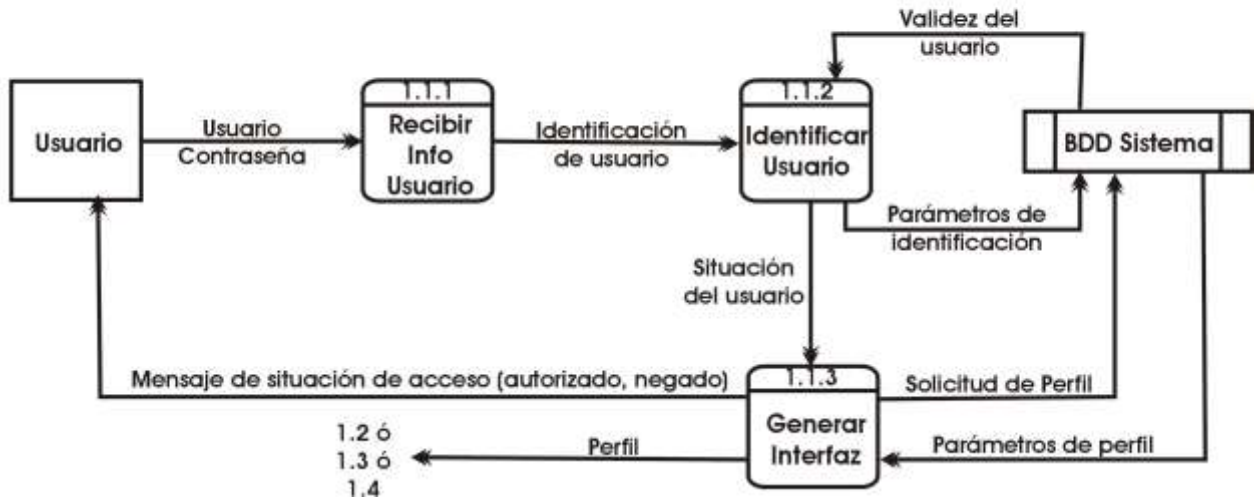 Validez del
usuario
1.1.1
1.1.2
Usuario
Usuario
Contraseña
Recibir
Info
Usuario
Identificación
de usuario
Identificar
Usuario
BDD Sistema
Parámetros de
identificación
Situación
del usuario
Mensaje de situación de acceso (autorizado, negado)
1.1.3
Solicitud de Perfil
Generar
Interfaz
1.2 ó
1.3 ó
1.4
Perfil
Parámetros de perfil